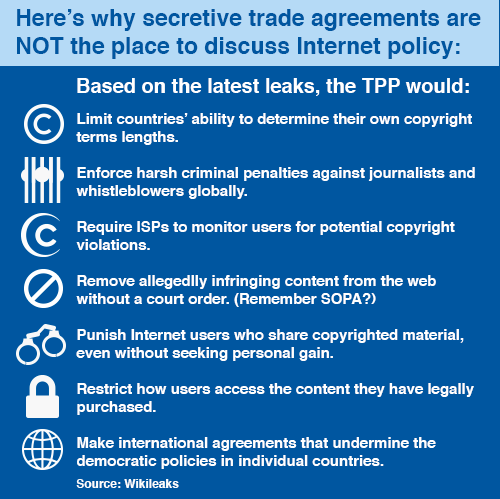 Here's why secretive trade agreements are
NOT the place to discuss Internet policy:
Based on the latest leaks, the TPP would:
Limit countries' ability to determine their own copyright
terms lengths.
Enforce harsh criminal penalties against journalists and
whistleblowers globally.
Require ISPs to monitor users for potential copyright
violations.
Remove allegedlly infringing content from the web
without a court order. (Remember SOPA?)
Punish Internet users who share copyrighted material,
even without seeking personal gain.
Restrict how users access the content they have legally
purchased.
Make international agreements that undermine the
democratic policies in individual countries.
Source: Wikileaks